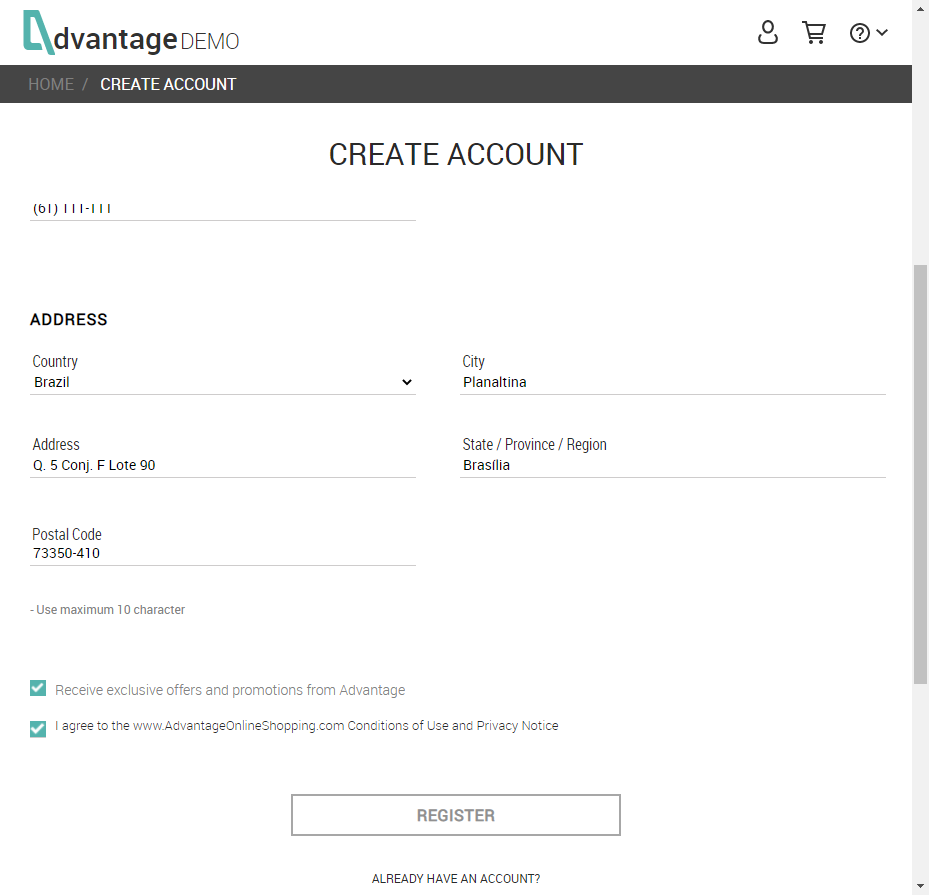 dvantage DEMO
HOME / CREATE ACCOUNT
CREATE ACCOUNT
(61) 111-111
ADDRESS
Country
City
Brazil
Planaltina
Address
State / Province / Region
Q. 5 Conj. F Lote 90
Brasília
Postal Code
73350-410
- Use maximum 10 character
Receive exclusive offers and promotions from Advantage
I agree to the www.AdvantageOnlineShopping.com Conditions of Use and Privacy Notice
REGISTER
ALREADY HAVE AN ACCOUNT?